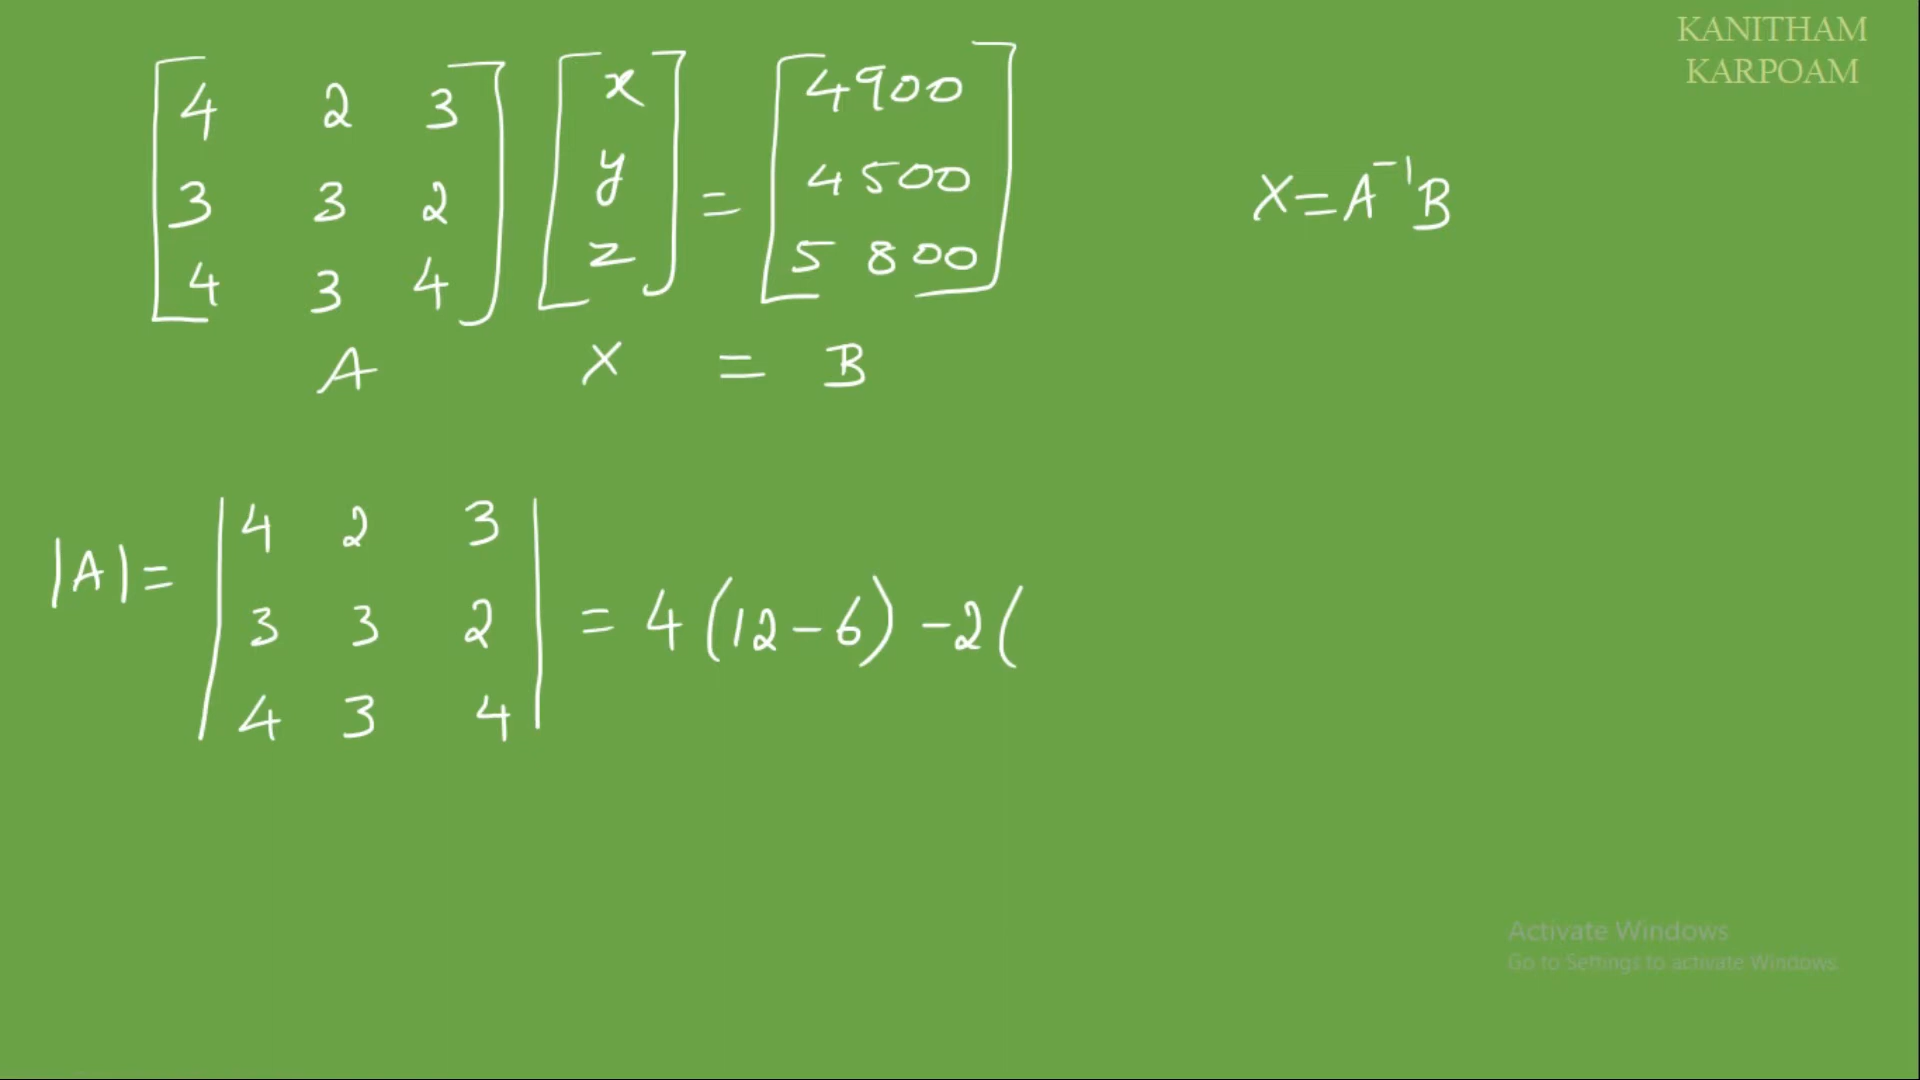 KANITHAM
KARPOAM
4 2 3 x 4900
3 3 2 y = 4500
4 3 4 z 5800
X=A⁻¹B
A X = B
4 2 3
|A|= 3 3 2 = 4(12-6)-2(
4 3 4
Activate Windows
Go to Settings to activate Windows